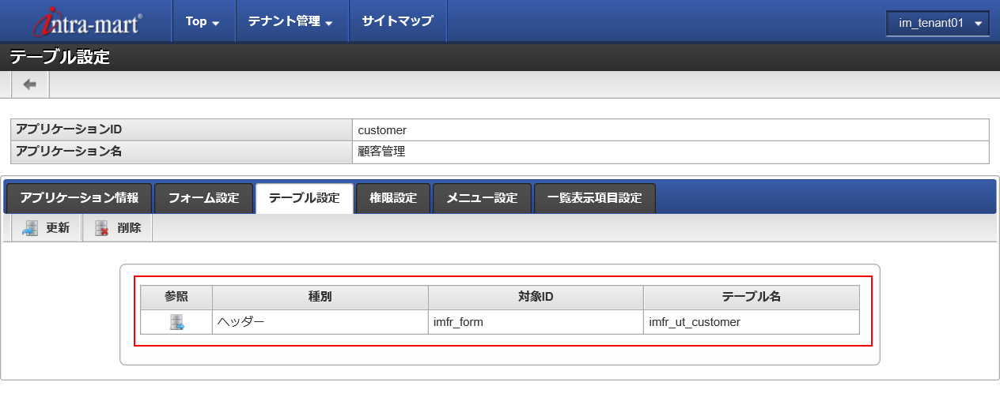 intra-mart® Top テナント管理 サイトマップ im_tenant01
テーブル設定
アプリケーションID customer
アプリケーション名 顧客管理
アプリケーション情報 フォーム設定 テーブル設定 権限設定 メニュー設定 一覧表示項目設定
更新 削除
参照 種別 対象ID テーブル名
ヘッダー imfr_form imfr_ut_customer